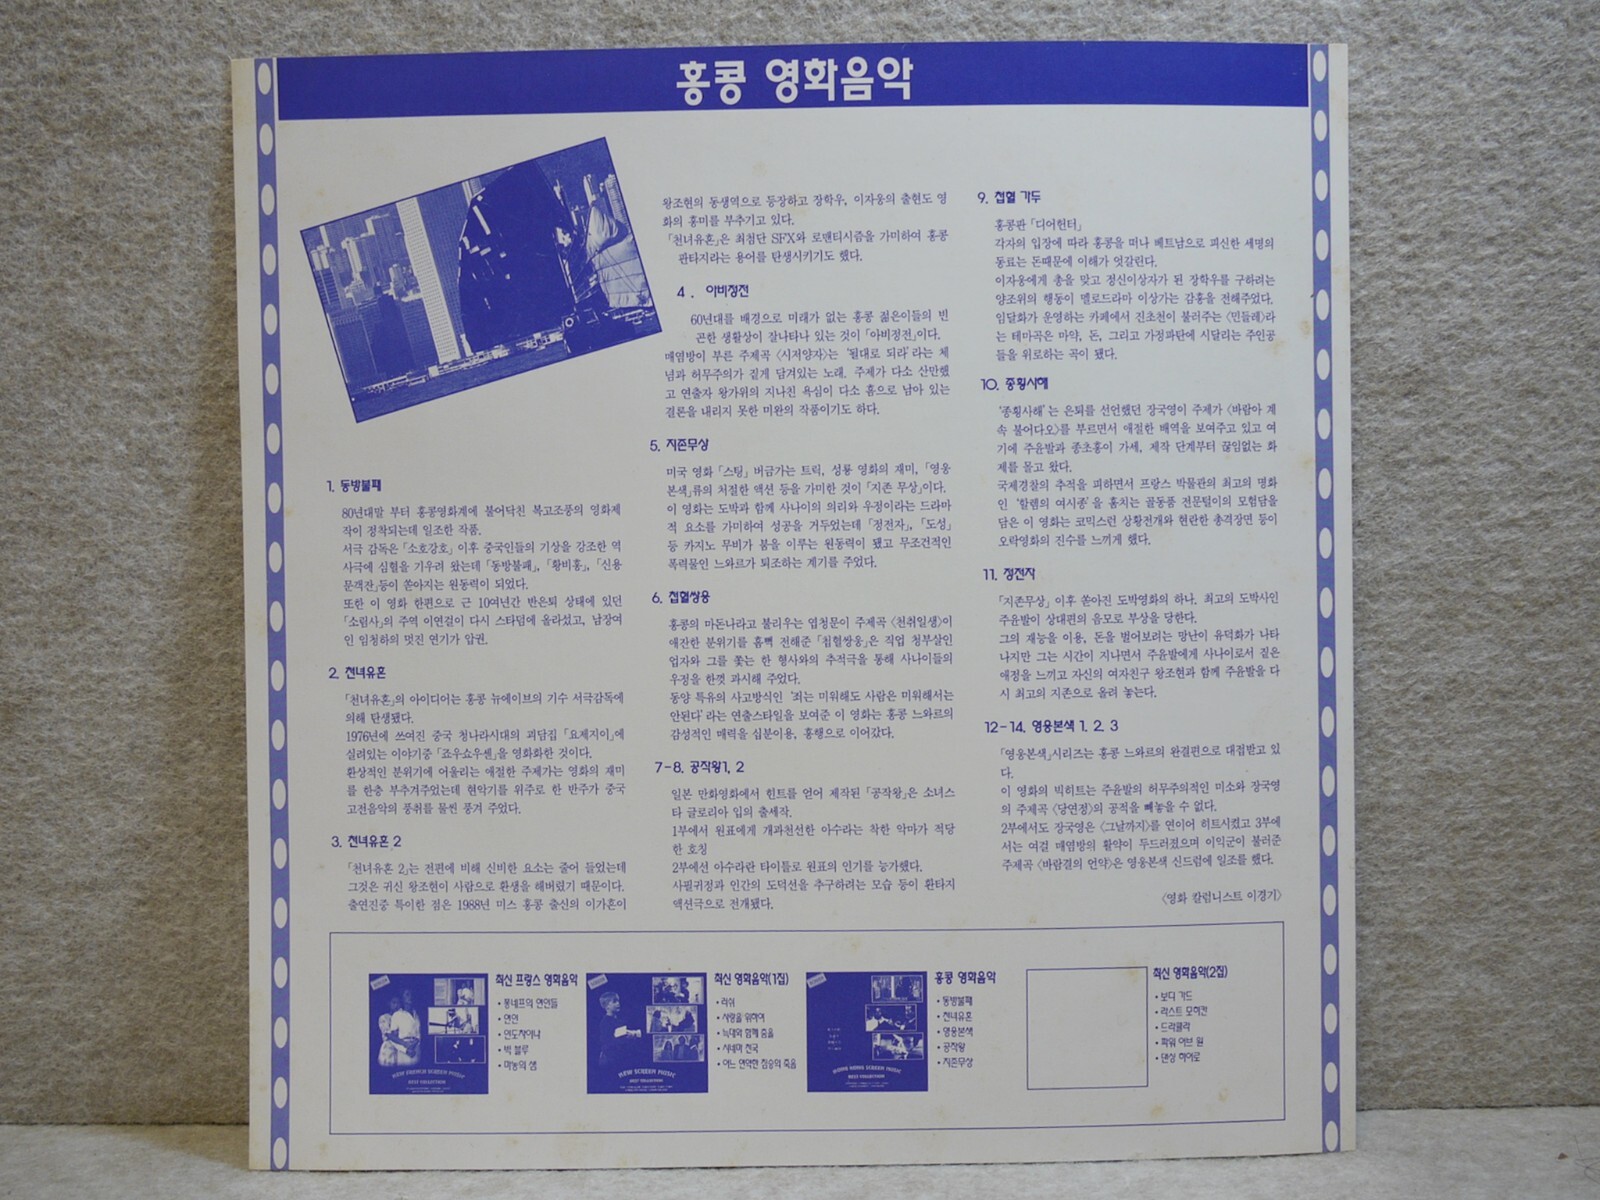 홍콩 영화음악
1. 동방불패
80년대말 부터 홍콩영화계에 불어닥친 복고조풍의 영화제
작이 정착되는데 일조한 작품.
서극 감독은 「소호강호」 이후 중국인들의 기상을 강조한 역
사극에 심혈을 기우려 왔는데 「동방불패」, 「황비홍」, 「신용
문객잔」등이 쏟아지는 원동력이 되었다.
또한 이 영화 한편으로 근 10여년간 반은퇴 상태에 있던
「소림사」의 주역 이연걸이 다시 스타덤에 올라섰고, 남장여
인 임청하의 멋진 연기가 압권.
2. 천녀유혼
「천녀유혼」의 아이디어는 홍콩 뉴에이브의 기수 서극감독에
의해 탄생됐다.
1976년에 쓰여진 중국 청나라시대의 괴담집 「요제지이」에
실려있는 이야기중 「죠우쇼우셴」을 영화화한 것이다.
환상적인 분위기에 어울리는 애절한 주제가는 영화의 재미
를 한층 부추겨주었는데 현악기를 위주로 한 반주가 중국
고전음악의 풍취를 물씬 풍겨 주었다.
3. 천녀유혼 2
「천녀유혼 2」는 전편에 비해 신비한 요소는 줄어 들었는데
그것은 귀신 왕조현이 사람으로 환생을 해버렸기 때문이다.
출연진중 특이한 점은 1988년 미스 홍콩 출신의 이가흔이
왕조현의 동생역으로 등장하고 장학우, 이자웅의 출현도 영
화의 흥미를 부추기고 있다.
「천녀유혼」은 최첨단 SFX와 로맨티시즘을 가미하여 홍콩
판타지라는 용어를 탄생시키기도 했다.
4. 아비정전
60년대를 배경으로 미래가 없는 홍콩 젊은이들의 빈
곤한 생활상이 잘나타나 있는 것이 「아비정전」이다.
매염방이 부른 주제곡 〈시저양자〉는 '될대로 되라'라는 체
념과 허무주의가 짙게 담겨있는 노래. 주제가 다소 산만했
고 연출자 왕가위의 지나친 욕심이 다소 흠으로 남아 있는
결론을 내리지 못한 미완의 작품이기도 하다.
5. 지존무상
미국 영화 「스팅」 버금가는 트릭, 성룡 영화의 재미, 「영웅
본색」류의 처절한 액션 등을 가미한 것이 「지존 무상」이다.
이 영화는 도박과 함께 사나이의 의리와 우정이라는 드라마
적 요소를 가미하여 성공을 거두었는데 「정전자」, 「도성」
등 카지노 무비가 붐을 이루는 원동력이 됐고 무조건적인
폭력물인 느와르가 퇴조하는 계기를 주었다.
6. 첩혈쌍웅
홍콩의 마돈나라고 불리우는 엽청문이 주제곡 〈천취일생〉이
애잔한 분위기를 흠뻑 전해준 「첩혈쌍웅」은 직업 청부살인
업자와 그를 쫓는 한 형사와의 추적극을 통해 사나이들의
우정을 한껏 과시해 주었다.
동양 특유의 사고방식인 '죄는 미워해도 사람은 미워해서는
안된다'라는 연출스타일을 보여준 이 영화는 홍콩 느와르의
감성적인 매력을 십분이용, 흥행으로 이어갔다.
7-8. 공작왕1, 2
일본 만화영화에서 힌트를 얻어 제작된 「공작왕」은 소녀스
타 글로리아 입의 출세작.
1부에서 원표에게 개과천선한 아수라는 착한 악마가 적당
한 호칭
2부에선 아수라란 타이틀로 원표의 인기를 능가했다.
사필귀정과 인간의 도덕선을 추구하려는 모습 등이 환타지
액션극으로 전개됐다.
9. 첩혈 가두
홍콩판 「디어헌터」
각자의 입장에 따라 홍콩을 떠나 베트남으로 피신한 세명의
동료는 돈때문에 이해가 엇갈린다.
이자웅에게 총을 맞고 정신이상자가 된 장학우를 구하려는
양조위의 행동이 멜로드라마 이상가는 감흥을 전해주었다.
임달화가 운영하는 카페에서 진초천이 불러주는 〈민들레〉라
는 테마곡은 마약, 돈, 그리고 가정파탄에 시달리는 주인공
들을 위로하는 곡이 됐다.
10. 종횡사해
'종횡사해'는 은퇴를 선언했던 장국영이 주제가 〈바람아 계
속 불어다오〉를 부르면서 애절한 배역을 보여주고 있고 여
기에 주윤발과 종초홍이 가세, 제작 단계부터 끊임없는 화
제를 몰고 왔다.
국제경찰의 추적을 피하면서 프랑스 박물관의 최고의 명화
인 '할렘의 여시종'을 훔치는 골동품 전문털이의 모험담을
담은 이 영화는 코믹스런 상황전개와 현란한 총격장면 등이
오락영화의 진수를 느끼게 했다.
11. 정전자
「지존무상」 이후 쏟아진 도박영화의 하나. 최고의 도박사인
주윤발이 상대편의 음모로 부상을 당한다.
그의 재능을 이용, 돈을 벌어보려는 망난이 유덕화가 나타
나지만 그는 시간이 지나면서 주윤발에게 사나이로서 짙은
애정을 느끼고 자신의 여자친구 왕조현과 함께 주윤발을 다
시 최고의 지존으로 올려 놓는다.
12-14. 영웅본색 1. 2. 3
「영웅본색」시리즈는 홍콩 느와르의 완결편으로 대접받고 있
다.
이 영화의 빅히트는 주윤발의 허무주의적인 미소와 장국영
의 주제곡 〈당연정〉의 공적을 빼놓을 수 없다.
2부에서도 장국영은 〈그날까지〉를 연이어 히트시켰고 3부에
서는 여걸 매염방의 활약이 두드러졌으며 이익군이 불러준
주제곡 〈바람결의 언약〉은 영웅본색 신드럼에 일조를 했다.
〈영화 칼럼니스트 이경기〉
최신 프랑스 영화음악
• 퐁네프의 연인들
• 연인
• 인도차이나
• 빅 블루
• 마농의 샘
NEW FRENCH SCREEN MUSIC
BEST COLLECTION
최신 영화음악(1집)
• 러쉬
• 사랑을 위하여
• 늑대와 함께 춤을
• 시네마 천국
• 어느 연약한 짐승의 죽음
NEW SCREEN MUSIC
BEST COLLECTION
홍콩 영화음악
• 동방불패
• 천녀유혼
• 영웅본색
• 공작왕
• 지존무상
HONG KONG SCREEN MUSIC
BEST COLLECTION
최신 영화음악(2집)
• 보디 가드
• 라스트 모히칸
• 드라큘라
• 파워 어브 원
• 댄싱 히어로